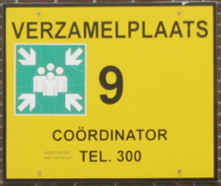 VERZAMELPLAATS
9
COÖRDINATOR
TEL. 300